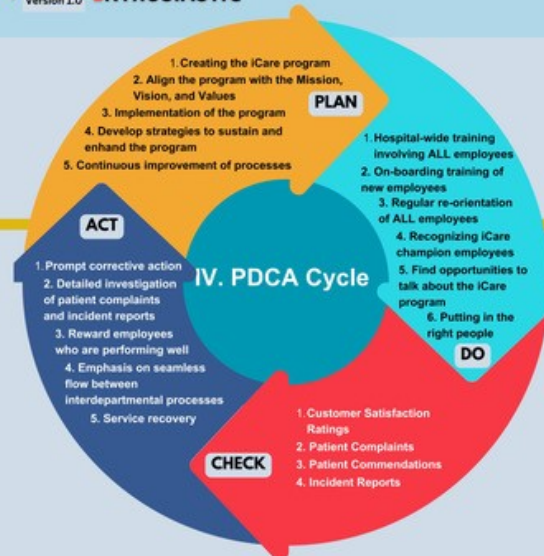 Version 2.0
IV. PDCA Cycle
PLAN
1. Creating the iCare program
2. Align the program with the Mission,
Vision, and Values
3. Implementation of the program
4. Develop strategies to sustain and
enhand the program
5. Continuous improvement of processes
DO
1. Hospital-wide training
involving ALL employees
2. On-boarding training of
new employees
3. Regular re-orientation
of ALL employees
4. Recognizing iCare
champion employees
5. Find opportunities to
talk about the iCare
program
6. Putting in the
right people
CHECK
1. Customer Satisfaction
Ratings
2. Patient Complaints
3. Patient Commendations
4. Incident Reports
ACT
1. Prompt corrective action
2. Detailed investigation
of patient complaints
and incident reports
3. Reward employees
who are performing well
4. Emphasis on seamless
flow between
interdepartmental processes
5. Service recovery